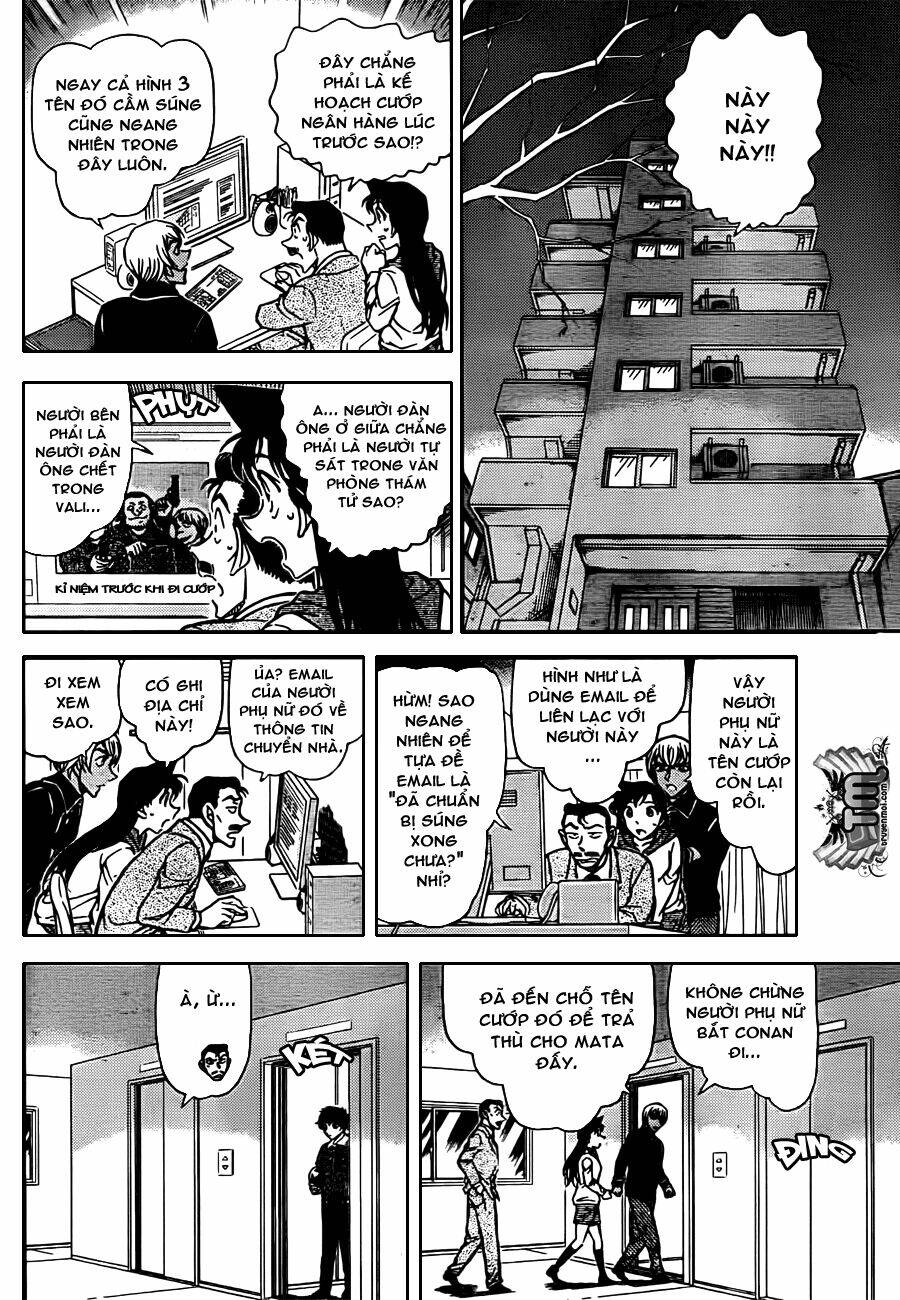 NÀY
NÀY
NÀY!!
ĐÂY CHẲNG
PHẢI LÀ KẾ
HOẠCH CƯỚP
NGÂN HÀNG LÚC
TRƯỚC SAO!?
NGAY CẢ HÌNH 3
TÊN ĐÓ CẦM SÚNG
CŨNG NGANG
NHIÊN TRONG
ĐÂY LUÔN.
A... NGƯỜI ĐÀN
ÔNG Ở GIỮA CHẲNG
PHẢI LÀ NGƯỜI TỰ
SÁT TRONG VĂN
PHÒNG THÁM
TỬ SAO?
PHỤT
NGƯỜI BÊN
PHẢI LÀ
NGƯỜI ĐÀN
ÔNG CHẾT
TRONG
VALI...
KỈ NIỆM TRƯỚC KHI ĐI CƯỚP
VẬY
NGƯỜI
PHỤ NỮ
NÀY LÀ
TÊN CƯỚP
CÒN LẠI
RỒI.
HÌNH NHƯ LÀ
DÙNG EMAIL ĐỂ
LIÊN LẠC VỚI
NGƯỜI NÀY
...
HỪM! SAO
NGANG
NHIÊN ĐỂ
TỰA ĐỀ
EMAIL LÀ
"ĐÃ CHUẨN
BỊ SÚNG
XONG
CHƯA?"
NHỈ?
ỦA? EMAIL
CỦA NGƯỜI
PHỤ NỮ ĐÓ VỀ
THÔNG TIN
CHUYỂN NHÀ.
CÓ GHI
ĐỊA CHỈ
NÀY!
ĐI XEM
XEM
SAO.
TM
truyenmoi.com
KHÔNG CHỪNG
NGƯỜI PHỤ NỮ
BẮT CONAN
ĐI...
ĐÃ ĐẾN CHỖ TÊN
CƯỚP ĐÓ ĐỂ TRẢ
THÙ CHO MATA
ĐẤY.
ĐING
À, Ừ...
KÉT